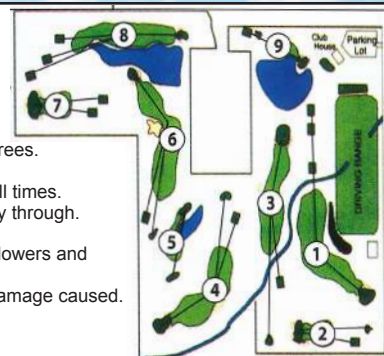 8
9
Club
House
Parking
Lot
7
6
DRIVING RANGE
rees.
ll times.
y through.
3
5
1
lowers and
4
amage caused.
2